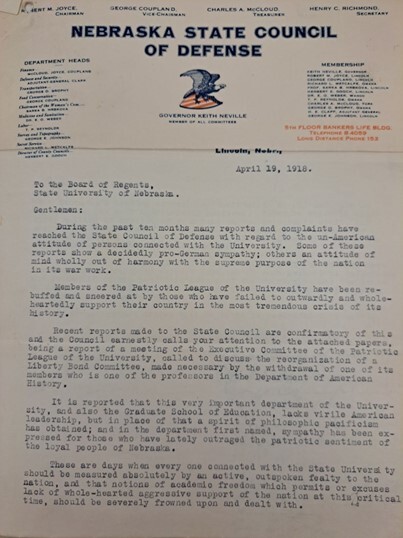 GEORGE COUPLAND,
CHARLES A. MCCLOUD,
HENRY C. RICHMOND,
ERT M. JOYCE,
CHAIRMAN
VICE-CHAIRMAN
TREASURER
SECRETARY
NEBRASKA STATE COUNCIL
OF DEFENSE
DEPARTMENT HEADS
MEMBERSHIP
GOVERNOR KEITH NEVILLE
MEMBER OF ALL COMMITTEES
5TH FLOOR BANKERS LIFE BLDG.
TELEPHONE B-4099
LONG DISTANCE PHONE 153
Lincoln, Nebr.,
April 19, 1918.
To the Board of Regents,
State University of Nebraska.
Gentlemen:
During the past ten months many reports and complaints have
reached the State Council of Defense with regard to the un-American
attitude of persons connected with the University. Some of these
reports show a decidedly pro-German sympathy; others an attitude of
mind wholly out of harmony with the supreme purpose of the nation
in its war work.
Members of the Patriotic League of the University have been re-
buffed and sneered at by those who have failed to outwardly and whole-
heartedly support their country in the most tremendous crisis of its
history.
Recent reports made to the State Council are confirmatory of this
and the Council earnestly calls your attention to the attached papers,
being a report of a meeting of the Executive Committee of the Patriotic
League of the University, called to discuss the reorganization of a
Liberty Bond Committee, made necessary by the withdrawal of one of its
members who is one of the professors in the Department of American
History.
It is reported that this very important department of the Univer-
sity, and also the Graduate School of Education, lacks virile American
leadership, but in place of that a spirit of philosophic pacificism
has obtained; and in the department first named, sympathy has been ex-
pressed for those who have lately outraged the patriotic sentiment of
the loyal people of Nebraska.
These are days when every one connected with the State University
should be measured absolutely by an active, outspoken fealty to the
nation, and that notions of academic freedom which permits or excuses
lack of whole-hearted aggressive support of the nation at this critical
time, should be severely frowned upon and dealt with.